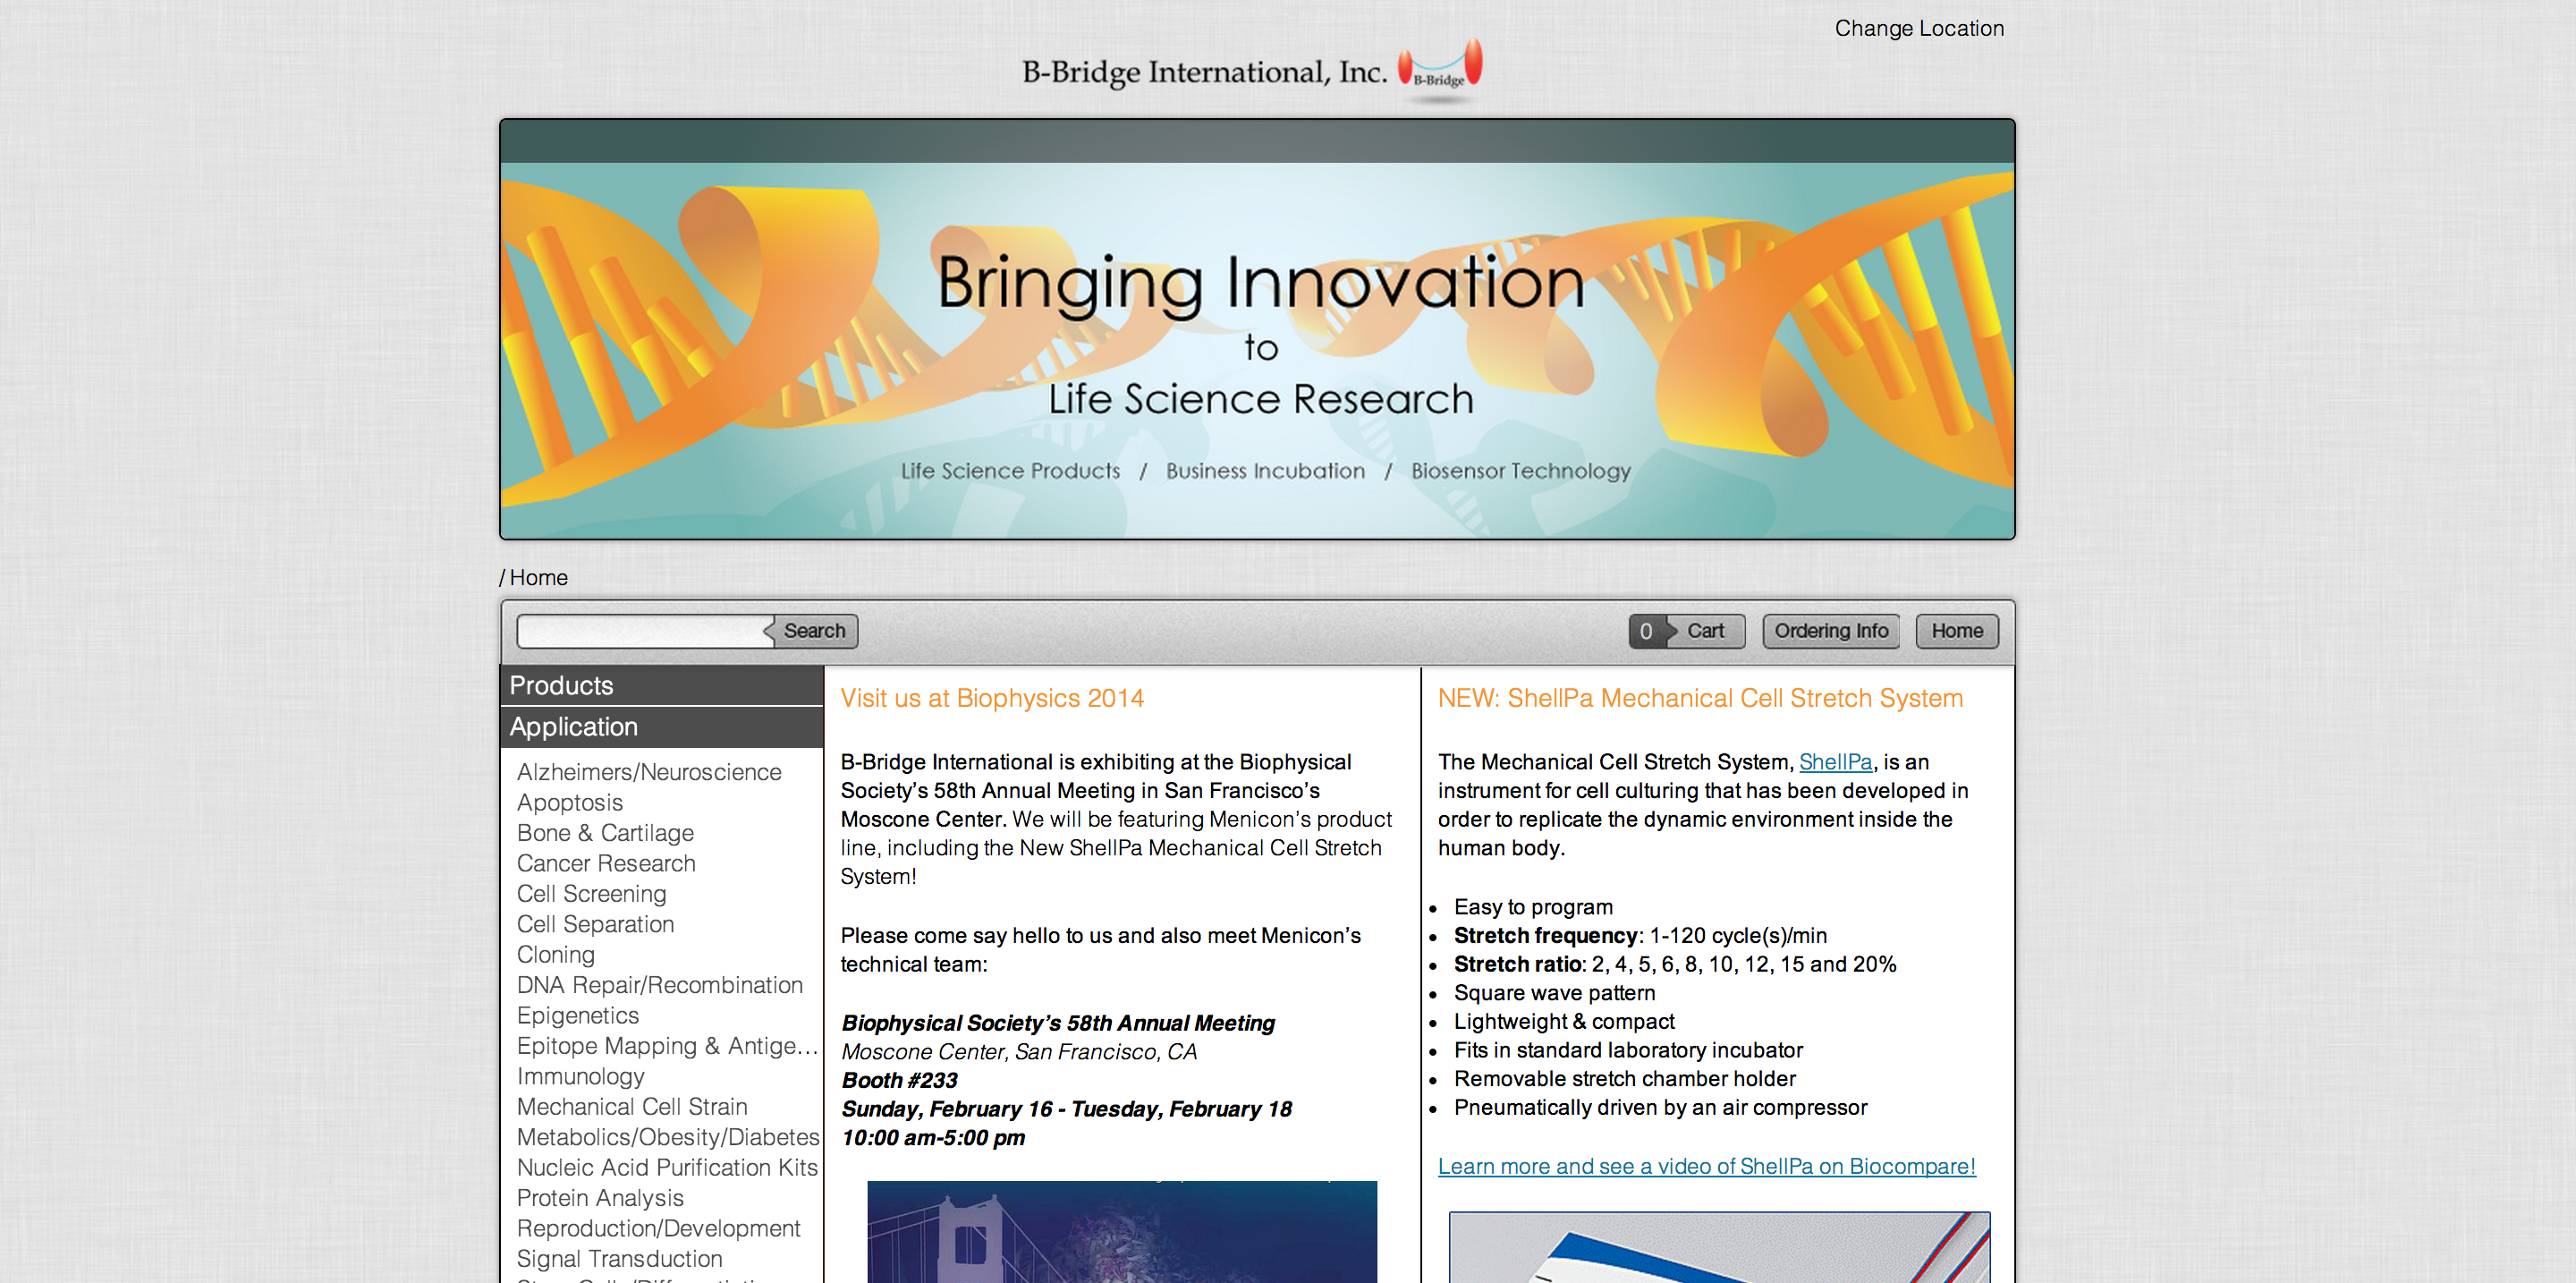 Change Location
B-Bridge International, Inc.
B-Bridge
Bringing Innovation
to
Life Science Research
Life Science Products / Business Incubation / Biosensor Technology
/ Home
Search
0 Cart
Ordering Info
Home
Products
Application
Alzheimers/Neuroscience
Apoptosis
Bone & Cartilage
Cancer Research
Cell Screening
Cell Separation
Cloning
DNA Repair/Recombination
Epigenetics
Epitope Mapping & Antige...
Immunology
Mechanical Cell Strain
Metabolics/Obesity/Diabetes
Nucleic Acid Purification Kits
Protein Analysis
Reproduction/Development
Signal Transduction
Visit us at Biophysics 2014
B-Bridge International is exhibiting at the Biophysical
Society’s 58th Annual Meeting in San Francisco’s
Moscone Center. We will be featuring Menicon’s product
line, including the New ShellPa Mechanical Cell Stretch
System!
Please come say hello to us and also meet Menicon’s
technical team:
Biophysical Society’s 58th Annual Meeting
Moscone Center, San Francisco, CA
Booth #233
Sunday, February 16 - Tuesday, February 18
10:00 am-5:00 pm
NEW: ShellPa Mechanical Cell Stretch System
The Mechanical Cell Stretch System, ShellPa, is an
instrument for cell culturing that has been developed in
order to replicate the dynamic environment inside the
human body.
• Easy to program
• Stretch frequency: 1-120 cycle(s)/min
• Stretch ratio: 2, 4, 5, 6, 8, 10, 12, 15 and 20%
• Square wave pattern
• Lightweight & compact
• Fits in standard laboratory incubator
• Removable stretch chamber holder
• Pneumatically driven by an air compressor
Learn more and see a video of ShellPa on Biocompare!